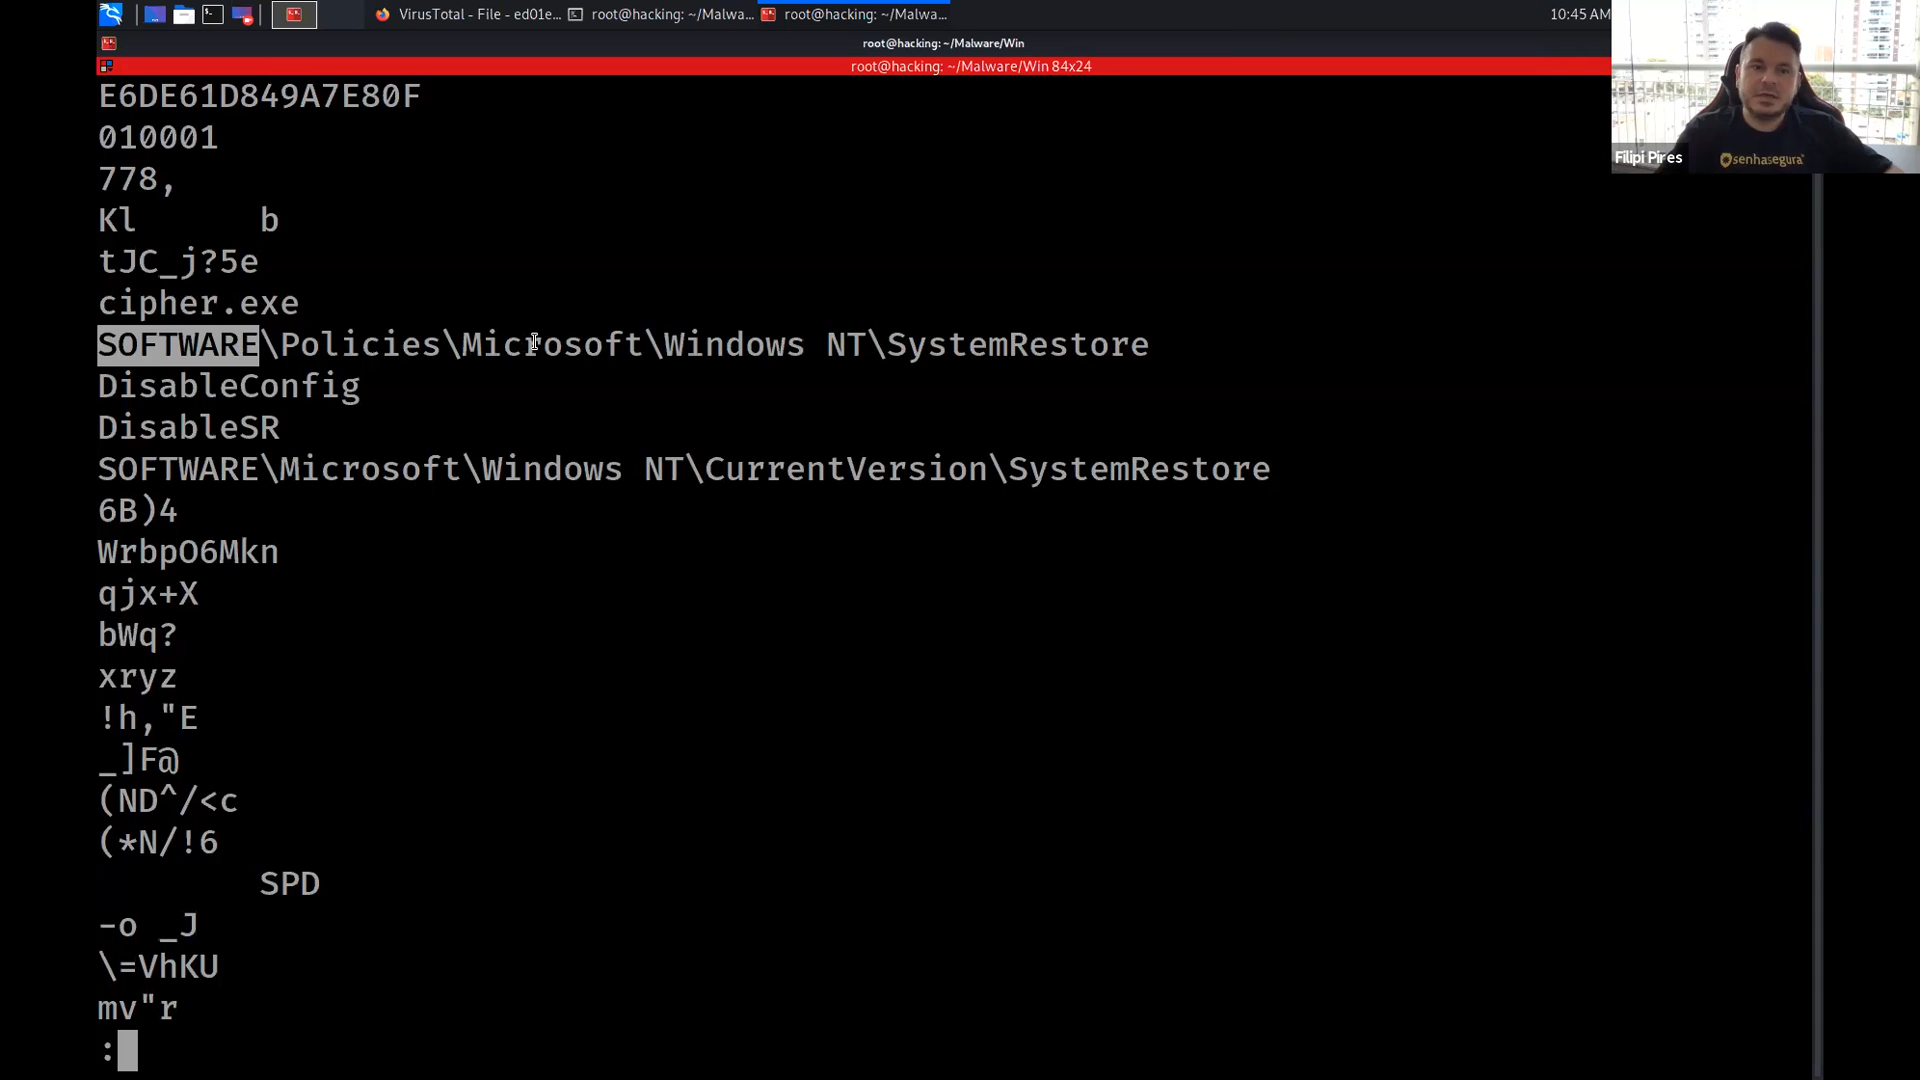 VirusTotal - File - ed01e...
root@hacking: ~/Malwa...
root@hacking: ~/Malwa...
10:45 AM
root@hacking: ~/Malware/Win
root@hacking: ~/Malware/Win 84x24
Filipi Pires
senhasegura
E6DE61D849A7E80F
010001
778,
Kl      b
tJC_j?5e
cipher.exe
SOFTWARE\Policies\Microsoft\Windows NT\SystemRestore
DisableConfig
DisableSR
SOFTWARE\Microsoft\Windows NT\CurrentVersion\SystemRestore
6B)4
WrbpO6Mkn
qjx+X
bWq?
xryz
!h,"E
_]F@
(ND^/<c
(*N/!6
        SPD
-o _J
\=VhKU
mv"r
: